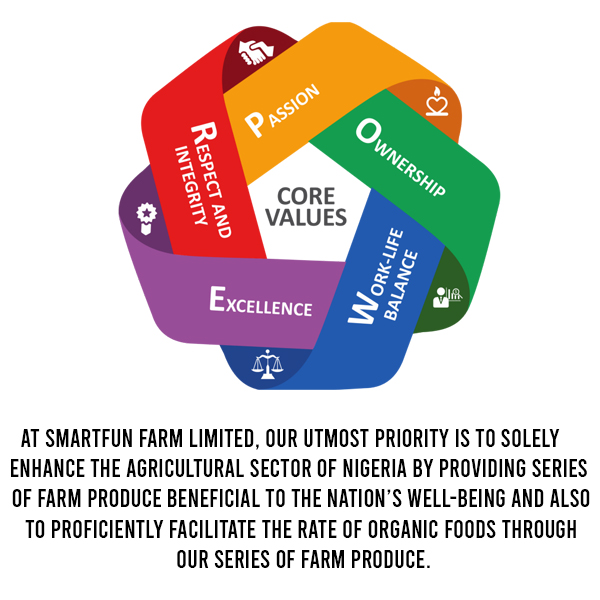 PASSION
OWNERSHIP
WORK-LIFE
BALANCE
EXCELLENCE
RESPECT AND
INTEGRITY
CORE
VALUES
AT SMARTFUN FARM LIMITED, OUR UTMOST PRIORITY IS TO SOLELY
ENHANCE THE AGRICULTURAL SECTOR OF NIGERIA BY PROVIDING SERIES
OF FARM PRODUCE BENEFICIAL TO THE NATION'S WELL-BEING AND ALSO
TO PROFICIENTLY FACILITATE THE RATE OF ORGANIC FOODS THROUGH
OUR SERIES OF FARM PRODUCE.